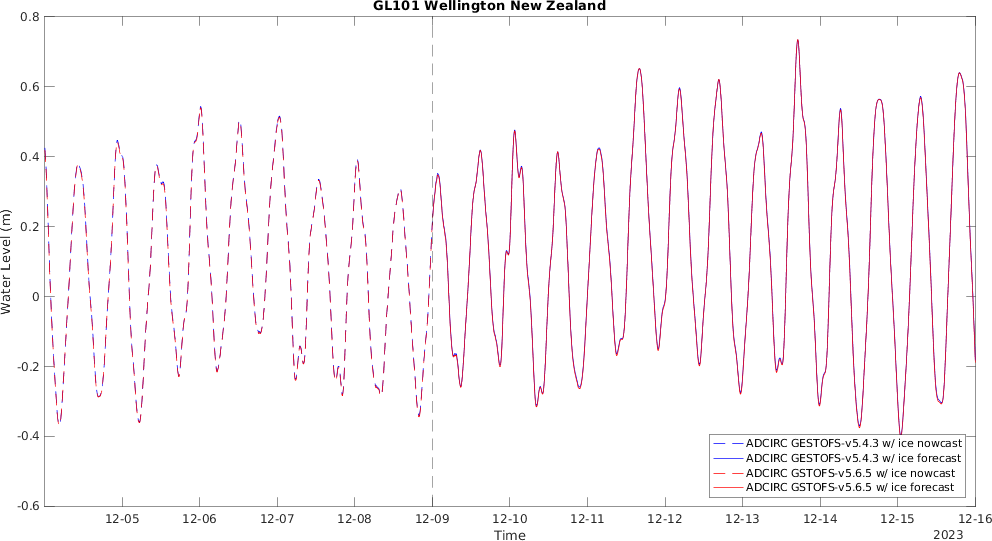 GL101 Wellington New Zealand
Water Level (m)
0.8
0.6
0.4
0.2
0
-0.2
-0.4
-0.6
ADCIRC GESTOFS-v5.4.3 w/ ice nowcast
ADCIRC GESTOFS-v5.4.3 w/ ice forecast
ADCIRC GSTOFS-v5.6.5 w/ ice nowcast
ADCIRC GSTOFS-v5.6.5 w/ ice forecast
12-05 12-06 12-07 12-08 12-09 12-10 12-11 12-12 12-13 12-14 12-15 12-16
Time
2023